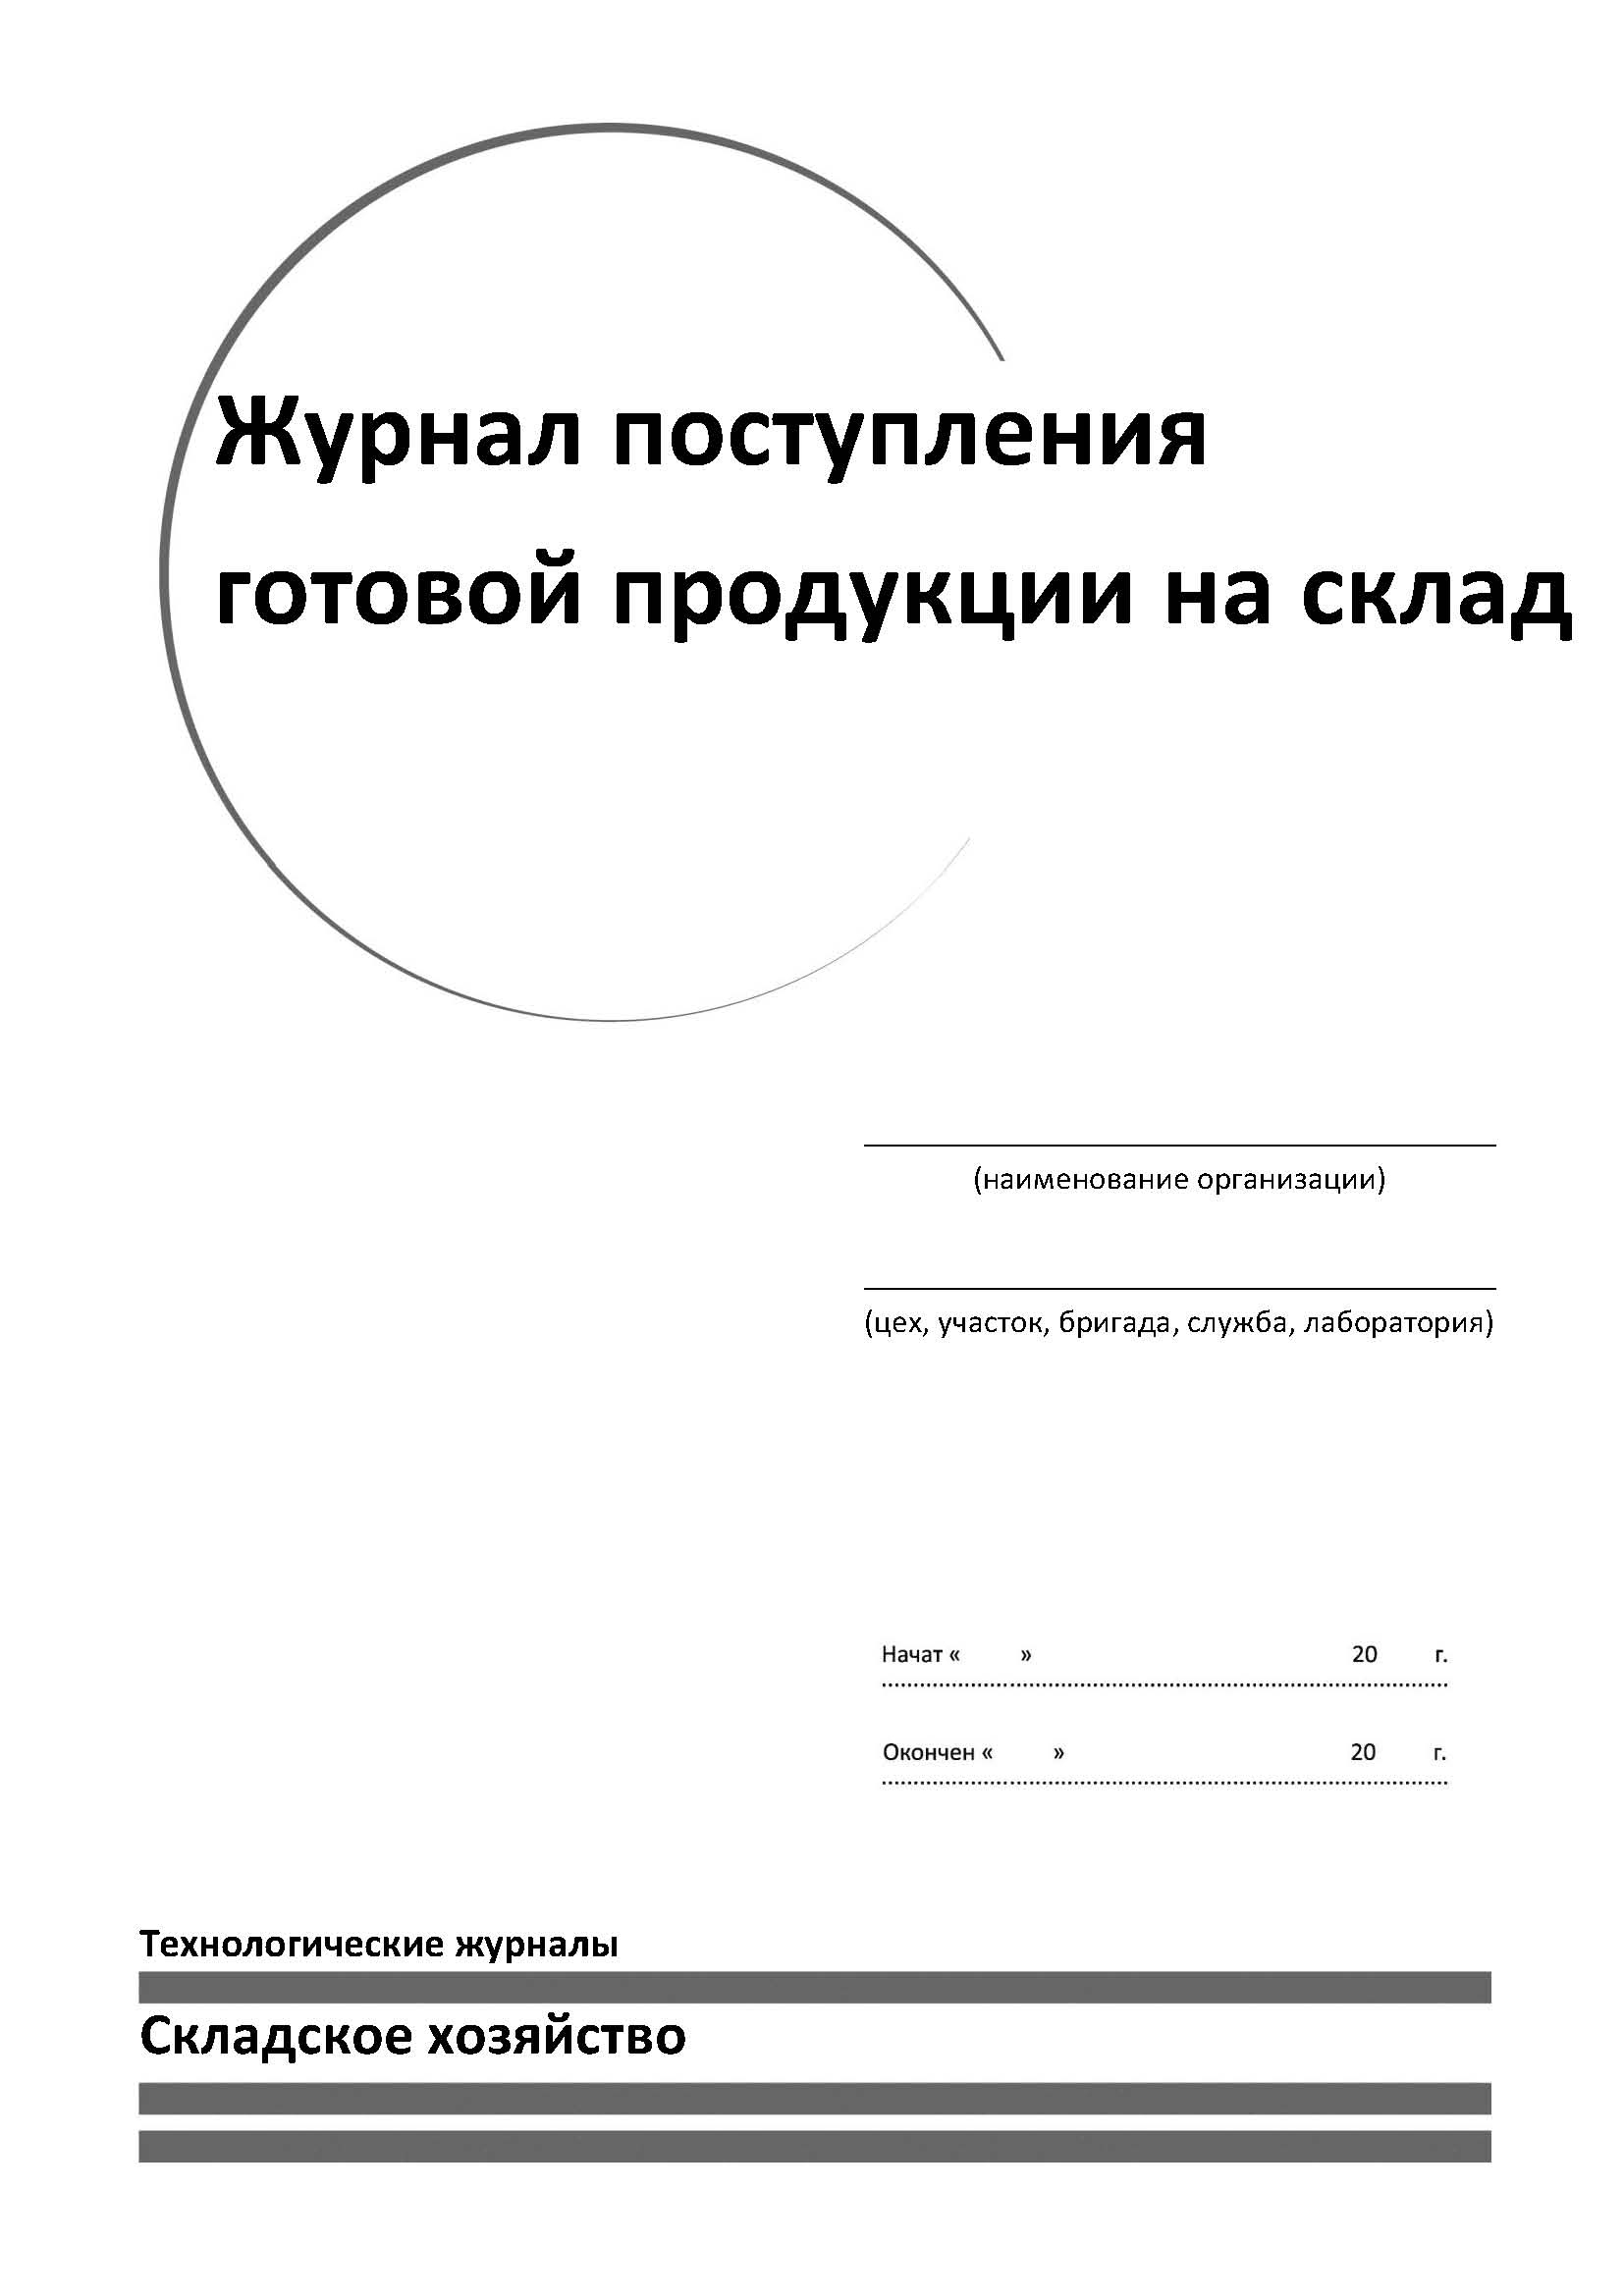 Журнал поступления
готовой продукции на склад
(наименование организации)
(цех, участок, бригада, служба, лаборатория)
Начат « » 20 г.
Окончен « » 20 г.
Технологические журналы
Складское хозяйство